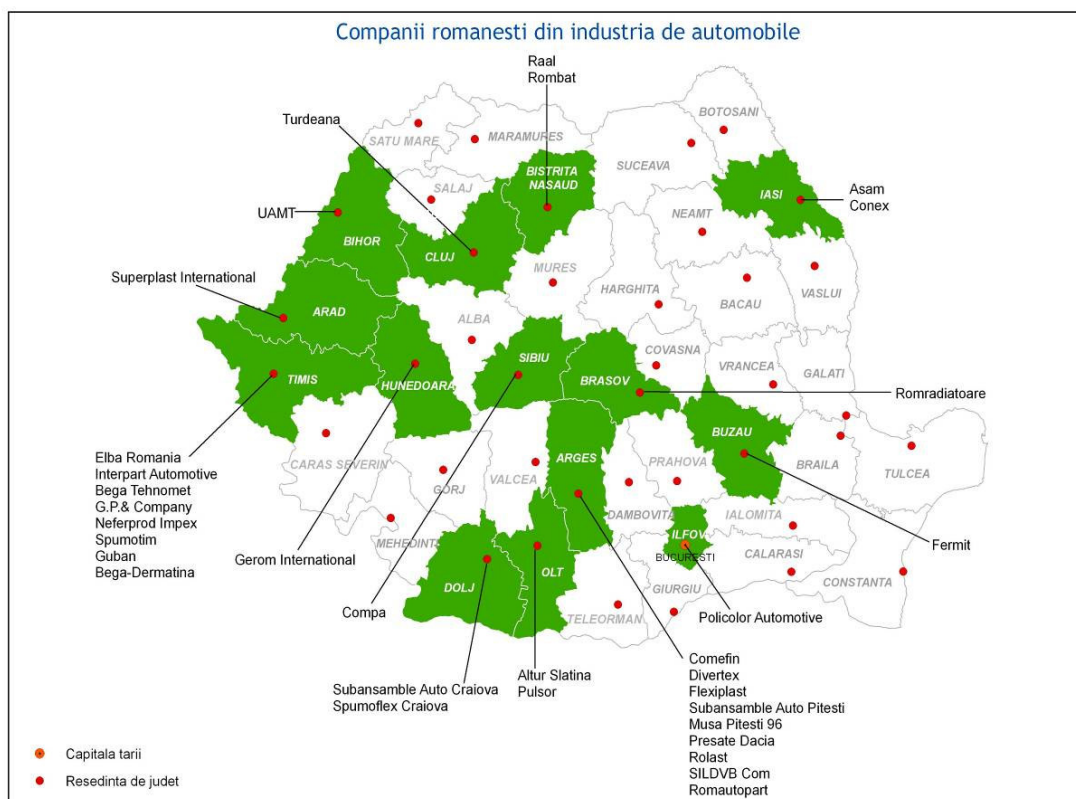 Companii romanesti din industria de automobile
Raal
Rombat
Turdeana
BOTOSANI
SATU MARE
MARAMURES
SUCEAVA
BISTRITA
NASAUD
SALAJ
IASI
Asam
Conex
UAMT
NEAMT
BIHOR
CLUJ
MURES
Superplast International
HARGHITA
BACAU
VASLUI
ARAD
ALBA
SIBIU
COVASNA
VRANCEA
GALATI
TIMIS
HUNEDOARA
BRASOV
Romradiatoare
BUZAU
Elba Romania
Interpart Automotive
Bega Tehnomet
G.P.& Company
Neferprod Impex
Spumotim
Guban
Bega-Dermatina
CARAS SEVERIN
GORJ
VALCEA
ARGES
PRAHOVA
BRAILA
TULCEA
DAMBOVITA
IALOMITA
MEHEDINT
Gerom International
ILFOV
BUCURESTI
CALARASI
Fermit
CONSTANTA
DOLJ
OLT
GIURGIU
Compa
TELEORMAN
Policolor Automotive
Subansamble Auto Craiova
Spumoflex Craiova
Altur Slatina
Pulsor
Comefin
Divertex
Flexiplast
Subansamble Auto Pitesti
Musa Pitesti 96
Presate Dacia
Rolast
SILDVB Com
Romautopart
Capitala tarii
Resedinta de judet